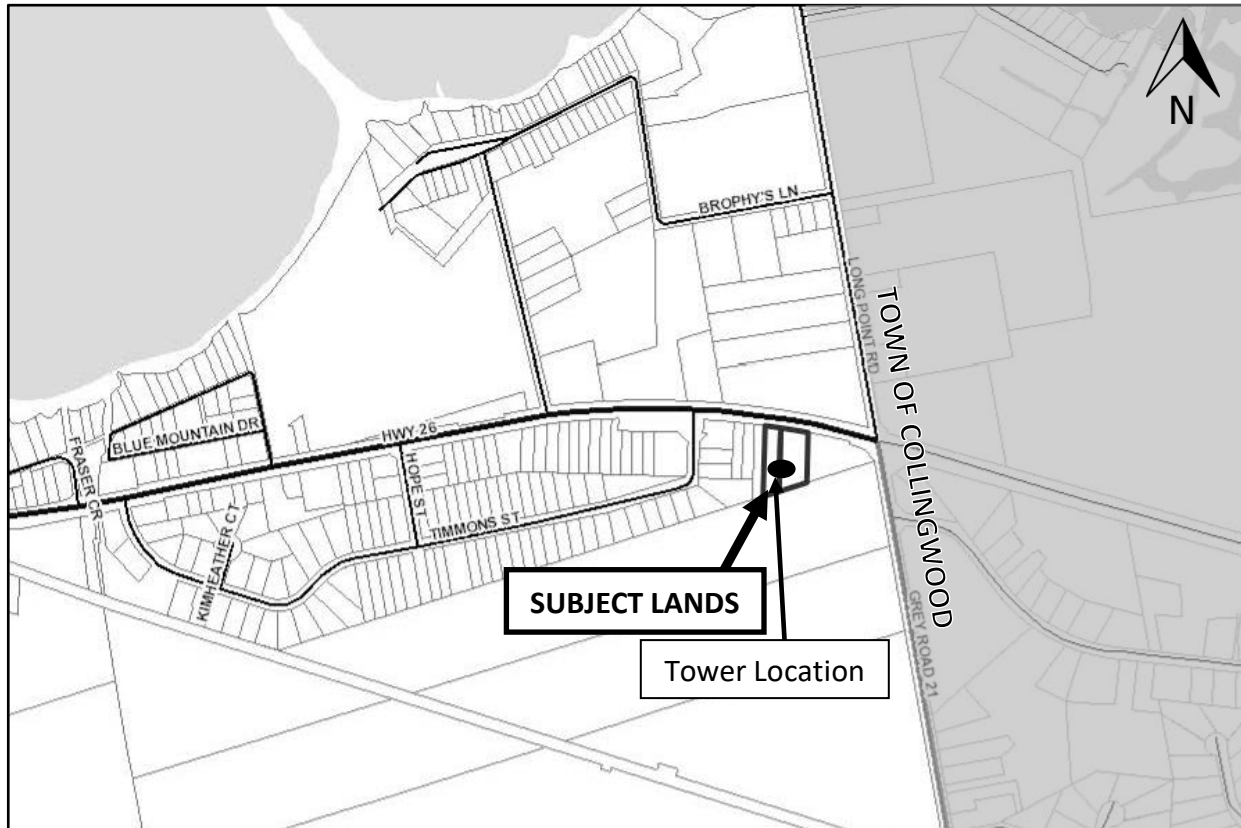 N
BROPHY'S LN
LONG POINT RD
TOWN OF COLLINGWOOD
BLUE MOUNTAIN DR
HWY 26
FRASER CR
HOPE ST
TIMMONS ST
KIMHEATHER CT
SUBJECT LANDS
GREY ROAD 21
Tower Location